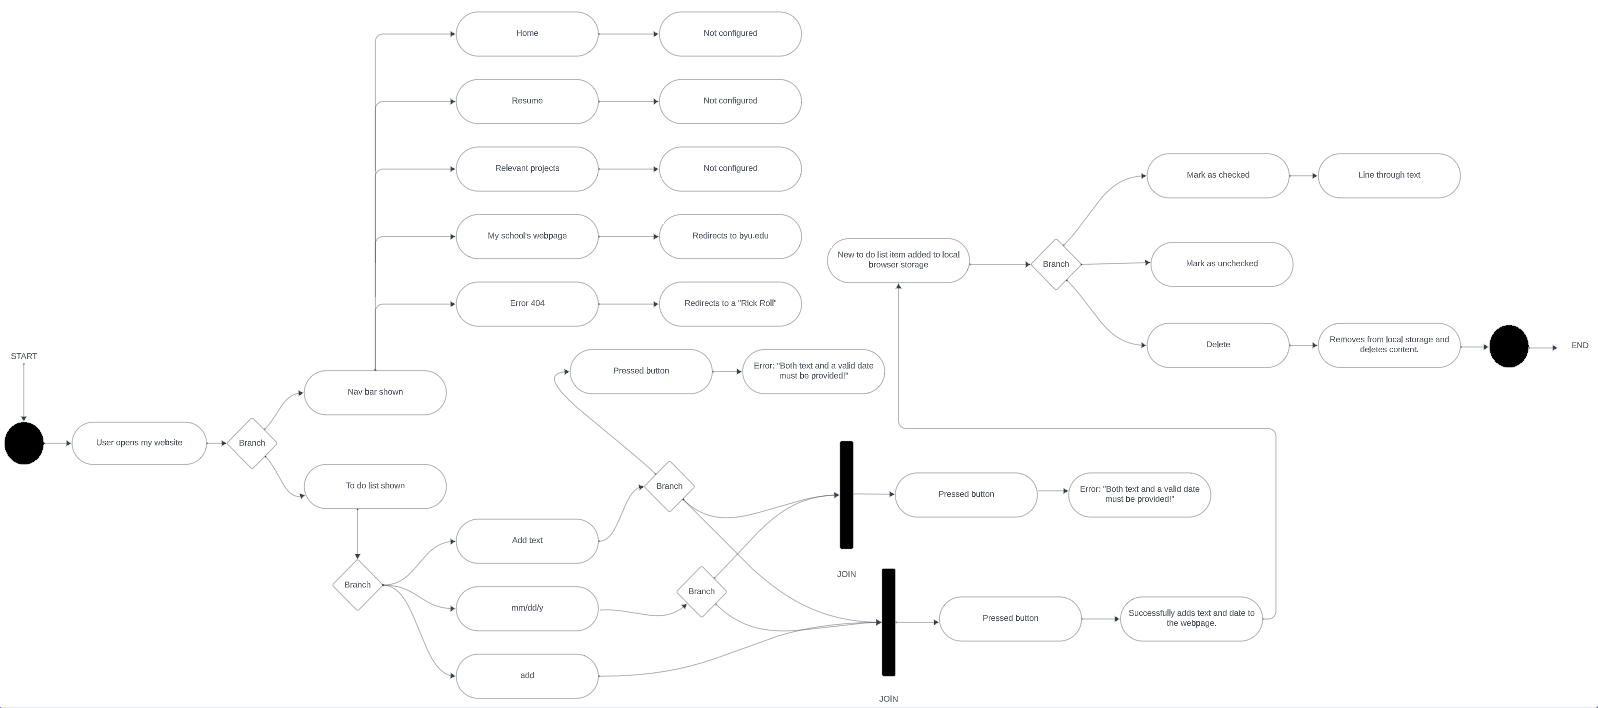 Home
Not configured
Resume
Not configured
Relevant projects
Not configured
My school's webpage
Redirects to byu.edu
Error 404
Redirects to a "Rick Roll"
START
Nav bar shown
User opens my website
Branch
To do list shown
Branch
Add text
mm/dd/y
add
Pressed button
Error: "Both text and a valid date
must be provided!"
Branch
Branch
JOIN
Pressed button
Error: "Both text and a valid date
must be provided!"
JOIN
Pressed button
Successfully adds text and date to
the webpage.
New to do list item added to local
browser storage
Branch
Mark as checked
Line through text
Mark as unchecked
Delete
Removes from local storage and
deletes content.
END